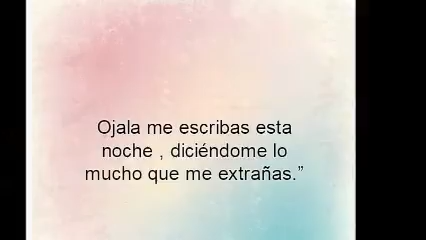 Ojala me escribas esta
noche , diciéndome lo
mucho que me extrañas.”